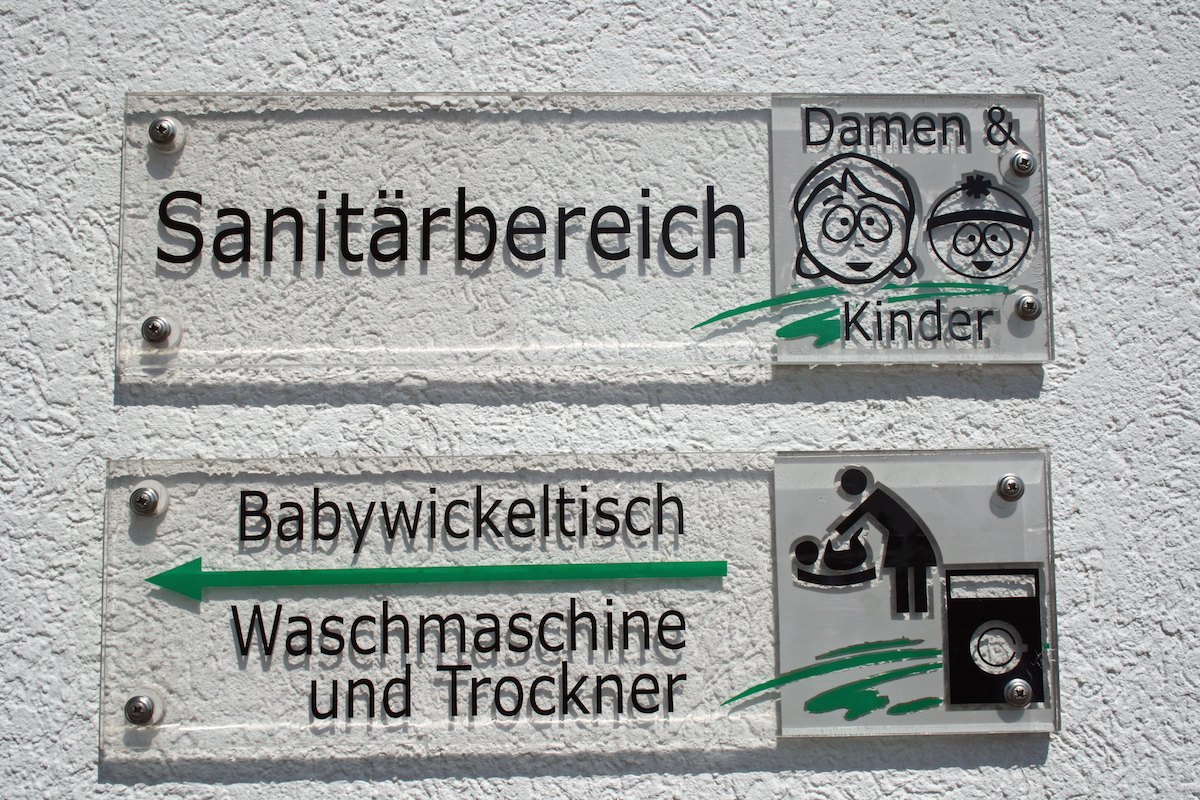 Sanitärbereich
Damen &
Kinder
Babywickeltisch
Waschmaschine
und Trockner